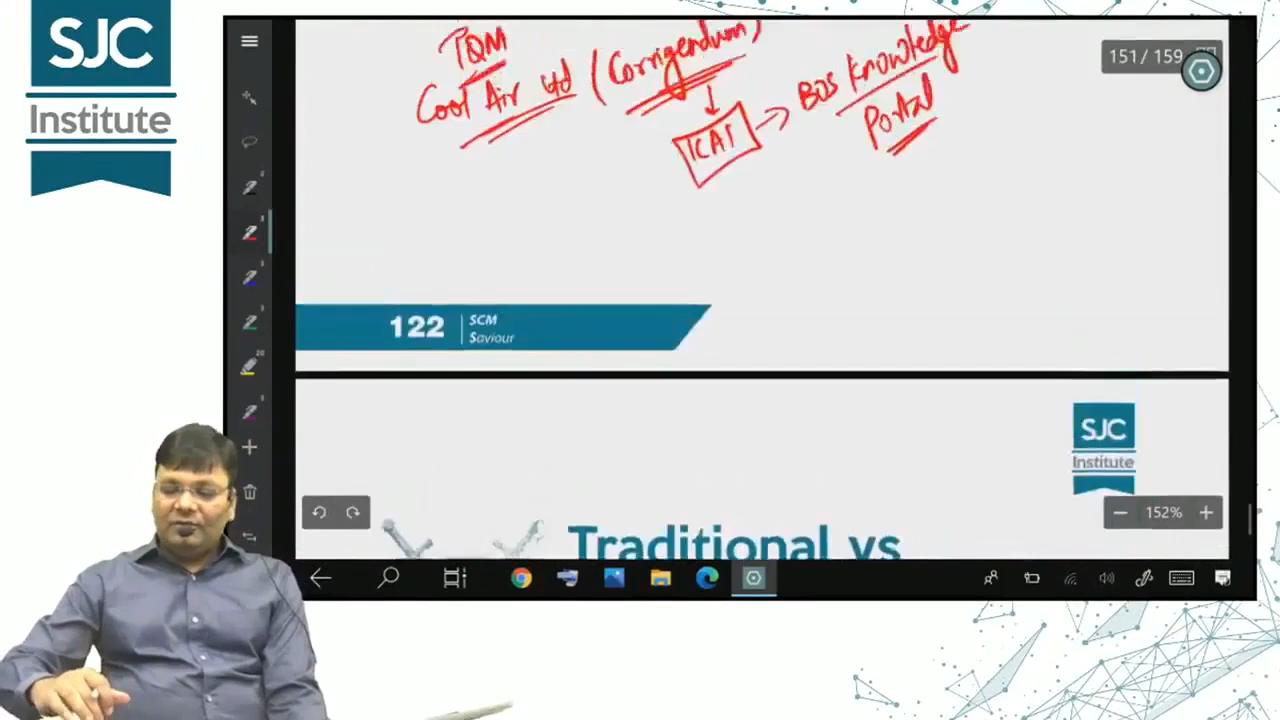 SJC
Institute
151 / 159
TQM
Cool Air Ltd (Corrigendum)
ICAI → BOS Knowledge
Portal
122
SCM
Saviour
SJC
Institute
152%
Traditional vs